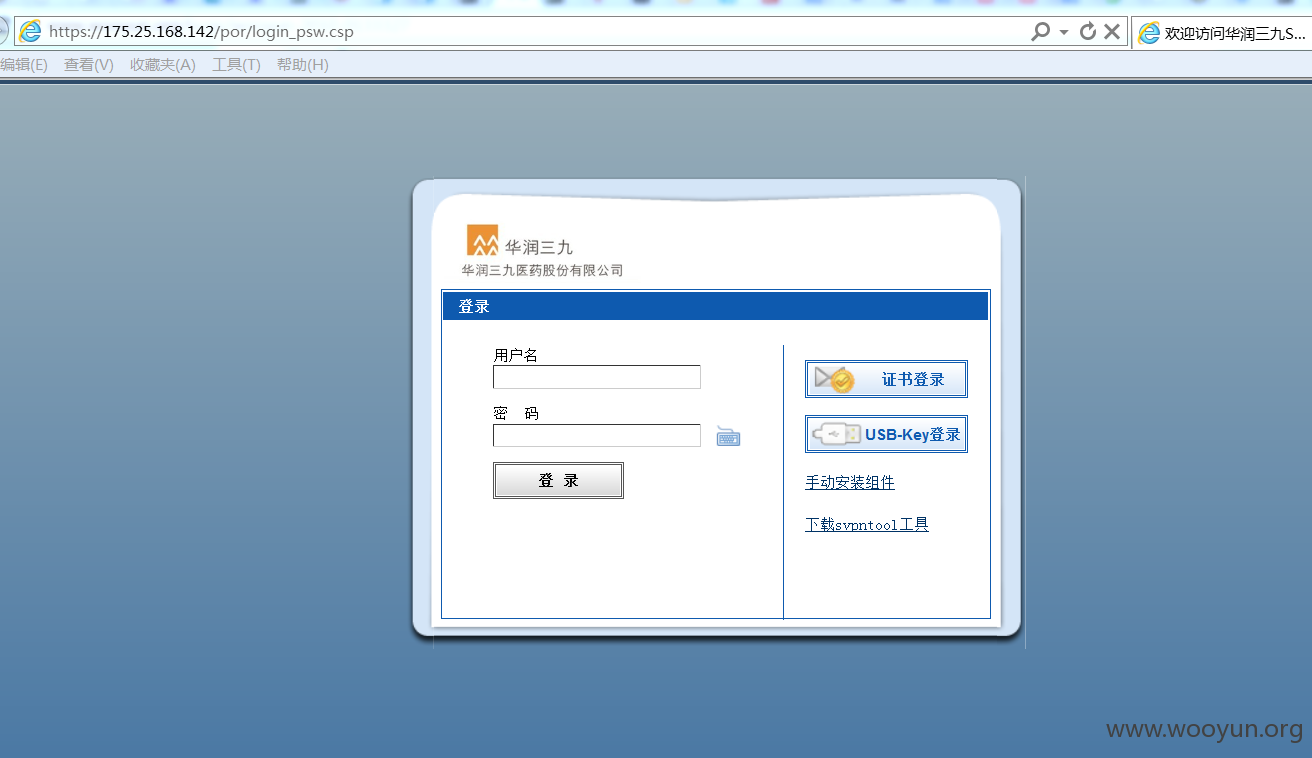 https://175.25.168.142/por/login_psw.csp
欢迎访问华润三九S...
编辑(E) 查看(V) 收藏夹(A) 工具(T) 帮助(H)
华润三九
华润三九医药股份有限公司
登录
用户名
密 码
登 录
证书登录
USB-Key登录
手动安装组件
下载svpntool工具
www.wooyun.org